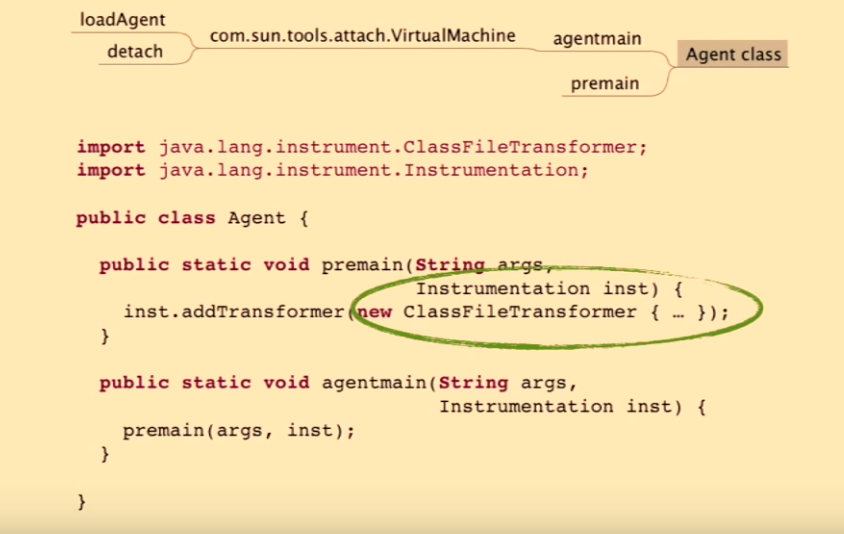 loadAgent
detach
com.sun.tools.attach.VirtualMachine
agentmain
premain
Agent class
import java.lang.instrument.ClassFileTransformer;
import java.lang.instrument.Instrumentation;
public class Agent {
public static void premain(String args,
Instrumentation inst) {
inst.addTransformer(new ClassFileTransformer { … });
}
public static void agentmain(String args,
Instrumentation inst) {
premain(args, inst);
}
}